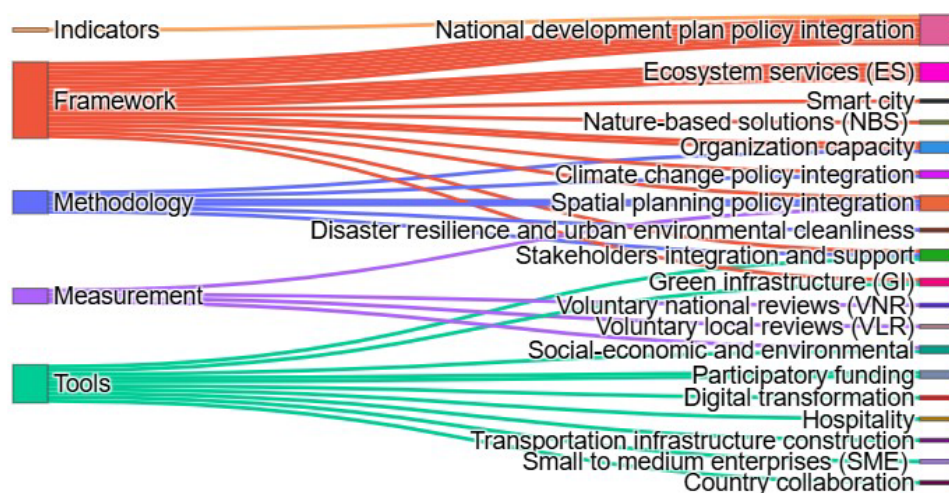 Indicators
Framework
Methodology
Measurement
Tools
National development plan policy integration
Ecosystem services (ES)
Smart city
Nature-based solutions (NBS)
Organization capacity
Climate change policy integration
Spatial planning policy integration
Disaster resilience and urban environmental cleanliness
Stakeholders integration and support
Green infrastructure (GI)
Voluntary national reviews (VNR)
Voluntary local reviews (VLR)
Social-economic and environmental
Participatory funding
Digital transformation
Hospitality
Transportation infrastructure construction
Small to medium enterprises (SME)
Country collaboration